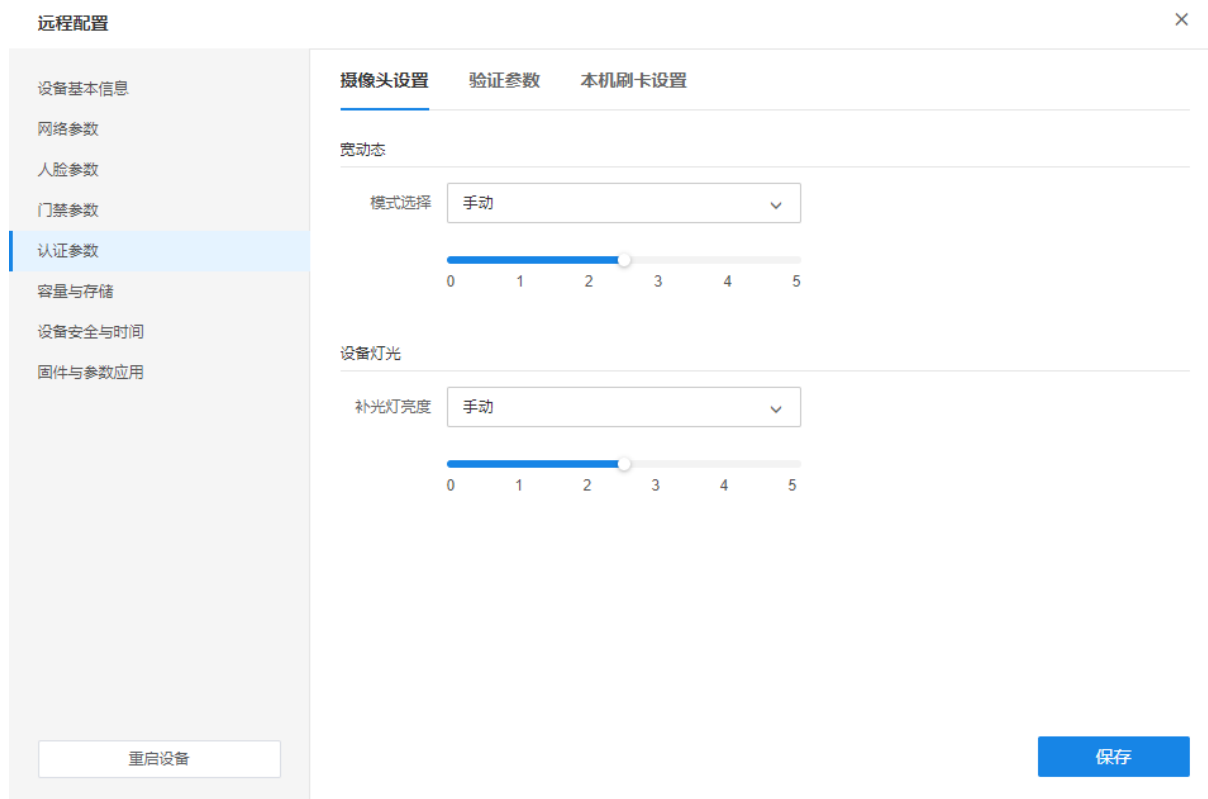 远程配置
设备基本信息
网络参数
人脸参数
门禁参数
认证参数
容量与存储
设备安全与时间
固件与参数应用
重启设备
摄像头设置 验证参数 本机刷卡设置
宽动态
模式选择 手动
0 1 2 3 4 5
设备灯光
补光灯亮度 手动
0 1 2 3 4 5
保存